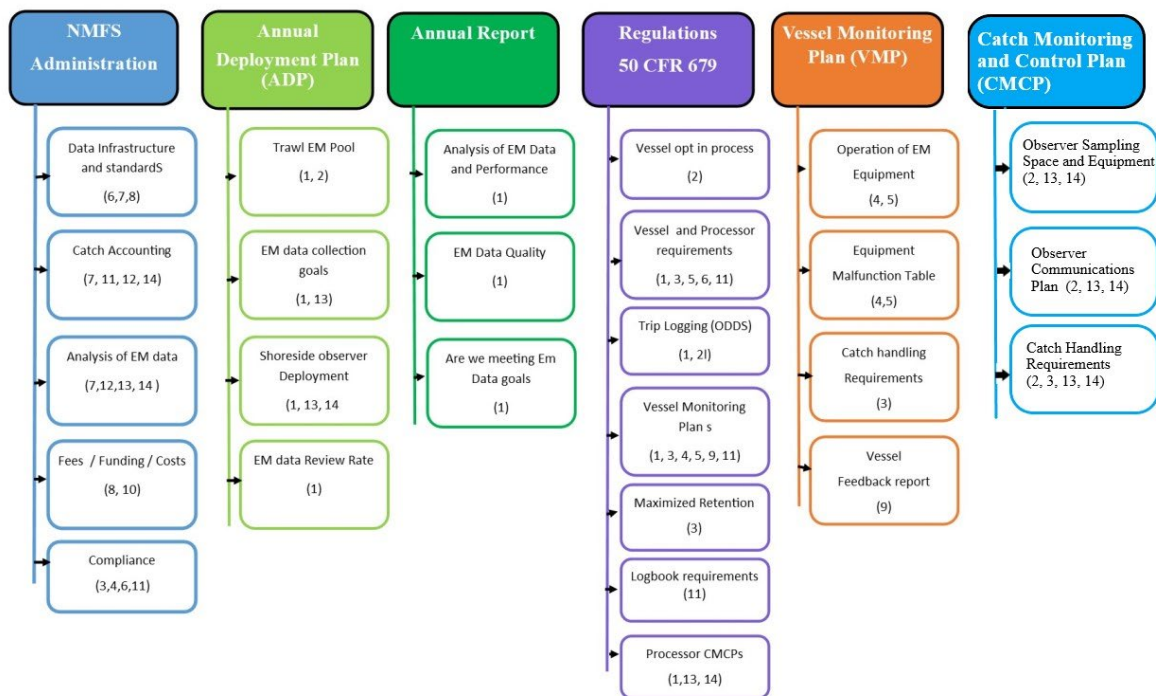 NMFS
Administration
Data Infrastructure
and standardS
(6,7,8)
Catch Accounting
(7, 11, 12, 14)
Analysis of EM data
(7,12,13, 14 )
Fees / Funding / Costs
(8, 10)
Compliance
(3,4,6,11)
Annual
Deployment Plan
(ADP)
Trawl EM Pool
(1, 2)
EM data collection
goals
(1, 13)
Shoreside observer
Deployment
(1, 13, 14
EM data Review Rate
(1)
Annual Report
Analysis of EM Data
and Performance
(1)
EM Data Quality
(1)
Are we meeting Em
Data goals
(1)
Regulations
50 CFR 679
Vessel opt in process
(2)
Vessel and Processor
requirements
(1, 3, 5, 6, 11)
Trip Logging (ODDS)
(1, 2l)
Vessel Monitoring
Plan s
(1, 3, 4, 5, 9, 11)
Maximized Retention
(3)
Logbook requirements
(11)
Processor CMCPs
(1,13, 14)
Vessel Monitoring
Plan (VMP)
Operation of EM
Equipment
(4, 5)
Equipment
Malfunction Table
(4,5)
Catch handling
Requirements
(3)
Vessel
Feedback report
(9)
Catch Monitoring
and Control Plan
(CMCP)
Observer Sampling
Space and Equipment
(2, 13, 14)
Observer
Communications
Plan (2, 13, 14)
Catch Handling
Requirements
(2, 3, 13, 14)